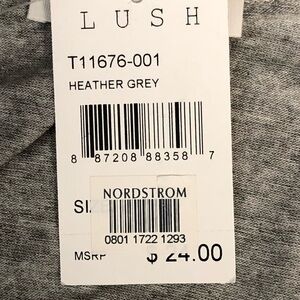 LUSH
T11676-001
HEATHER GREY
8 87208 88358 7
NORDSTROM
0801 1722 1293
MSRP $ 24.00